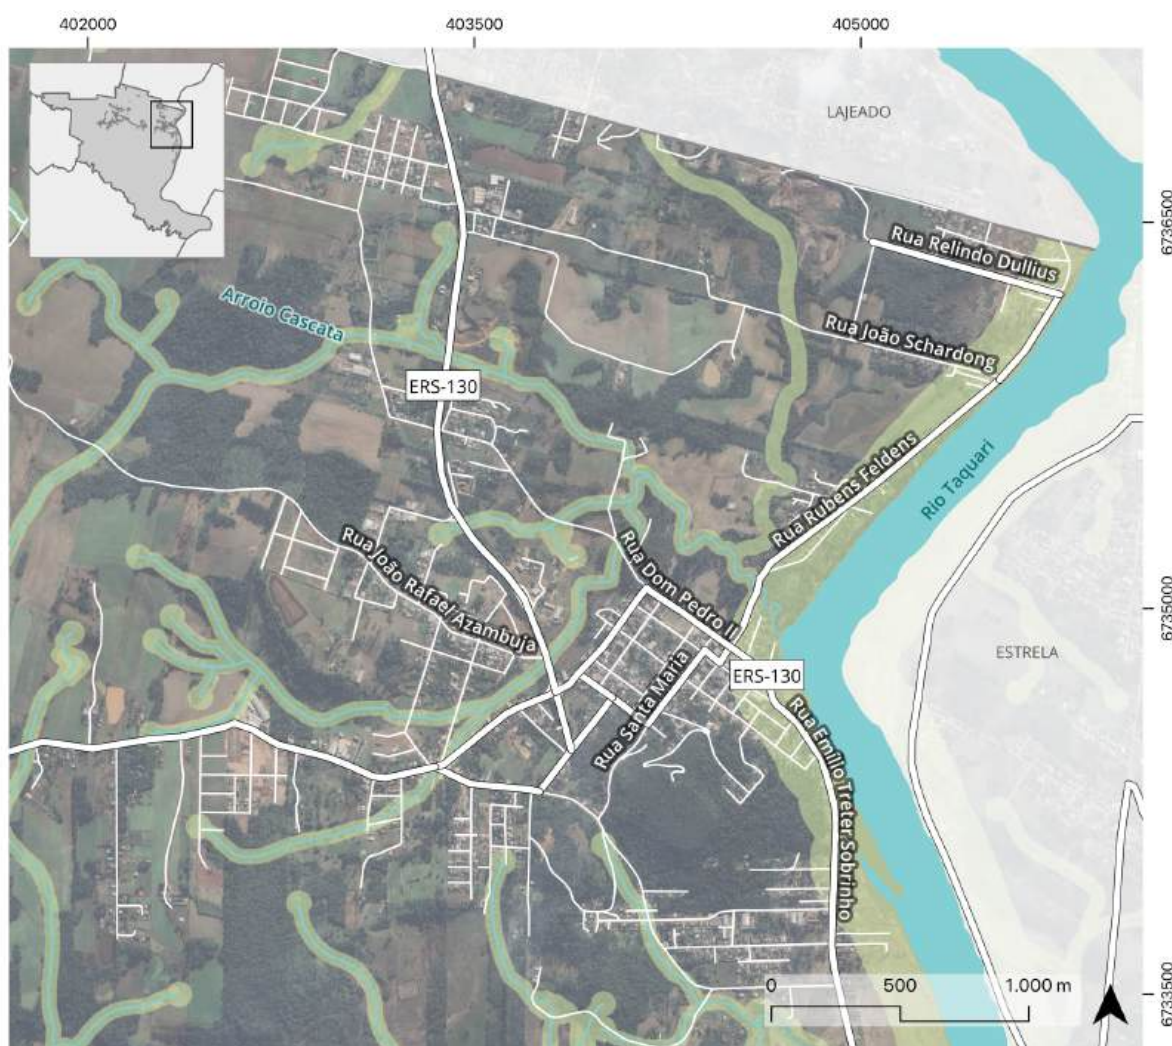 402000
403500
405000
LAJEADO
6736500
Rua Relindo Dullius
Arroio Cascata
Rua João Schardong
ERS-130
Rua Rubens Feldens
Rio Taquari
Rua João Rafael Azambuja
Rua Dom Pedro II
6735000
ESTRELA
ERS-130
Rua Santa Maria
Rua Emílio Treter Sobrinho
0 500 1.000 m
6733500